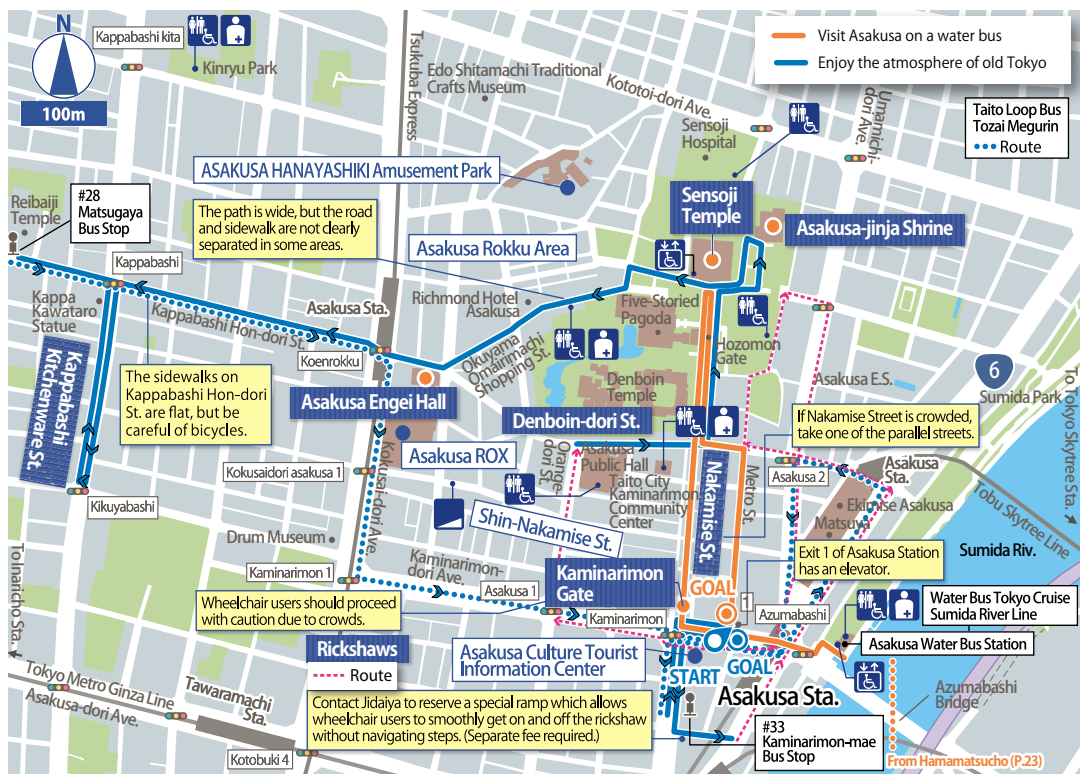 N
100m
Kappabashi kita
Kinryu Park
Tsukuba Express
Edo Shitamachi Traditional
Crafts Museum
Kototoi-dori Ave.
Sensoji
Hospital
Umamichi-
dori Ave.
Visit Asakusa on a water bus
Enjoy the atmosphere of old Tokyo
Taito Loop Bus
Tozai Megurin
Route
ASAKUSA HANAYASHIKI Amusement Park
Reibaiji
Temple
#28
Matsugaya
Bus Stop
The path is wide, but the road
and sidewalk are not clearly
separated in some areas.
Asakusa Rokku Area
Sensoji
Temple
Asakusa-jinja Shrine
Kappabashi
Kappa
Kawataro
Statue
Kappabashi Hon-dori St.
Asakusa Sta.
Koenrokku
Richmond Hotel
Asakusa
Okuyama
Omairimachi
Shopping St.
Five-Storied
Pagoda
Hozomon
Gate
Denboin
Temple
Asakusa E.S.
6
Sumida Park
To Tokyo Skytree Sta.
Kappabashi
Kitchenware St.
The sidewalks on
Kappabashi Hon-dori
St. are flat, but be
careful of bicycles.
Asakusa Engei Hall
Denboin-dori St.
If Nakamise Street is crowded,
take one of the parallel streets.
Asakusa ROX
Kokusaidori asakusa 1
Kokusai-dori Ave.
Orange-
dori St.
Asakusa
Public Hall
Taito City
Kaminarimon
Community
Center
Nakamise St.
Metro St.
Asakusa 2
Asakusa
Sta.
Ekimise Asakusa
Matsuya
Tobu Skytree Line
Kikuyabashi
Shin-Nakamise St.
Drum Museum
Sumida Riv.
To Inaricho Sta.
Kaminarimon 1
Kaminarimon-
dori Ave.
Asakusa 1
Kaminarimon
Gate
GOAL
1
Exit 1 of Asakusa Station
has an elevator.
Azumabashi
Wheelchair users should proceed
with caution due to crowds.
Kaminarimon
Water Bus Tokyo Cruise
Sumida River Line
Asakusa Water Bus Station
Rickshaws
Route
Asakusa Culture Tourist
Information Center
START
GOAL
Asakusa Sta.
Azumabashi
Bridge
Tokyo Metro Ginza Line
Asakusa-dori Ave.
Tawaramachi
Sta.
Kotobuki 4
Contact Jidaiya to reserve a special ramp which allows
wheelchair users to smoothly get on and off the rickshaw
without navigating steps. (Separate fee required.)
#33
Kaminarimon-mae
Bus Stop
From Hamamatsucho (P.23)